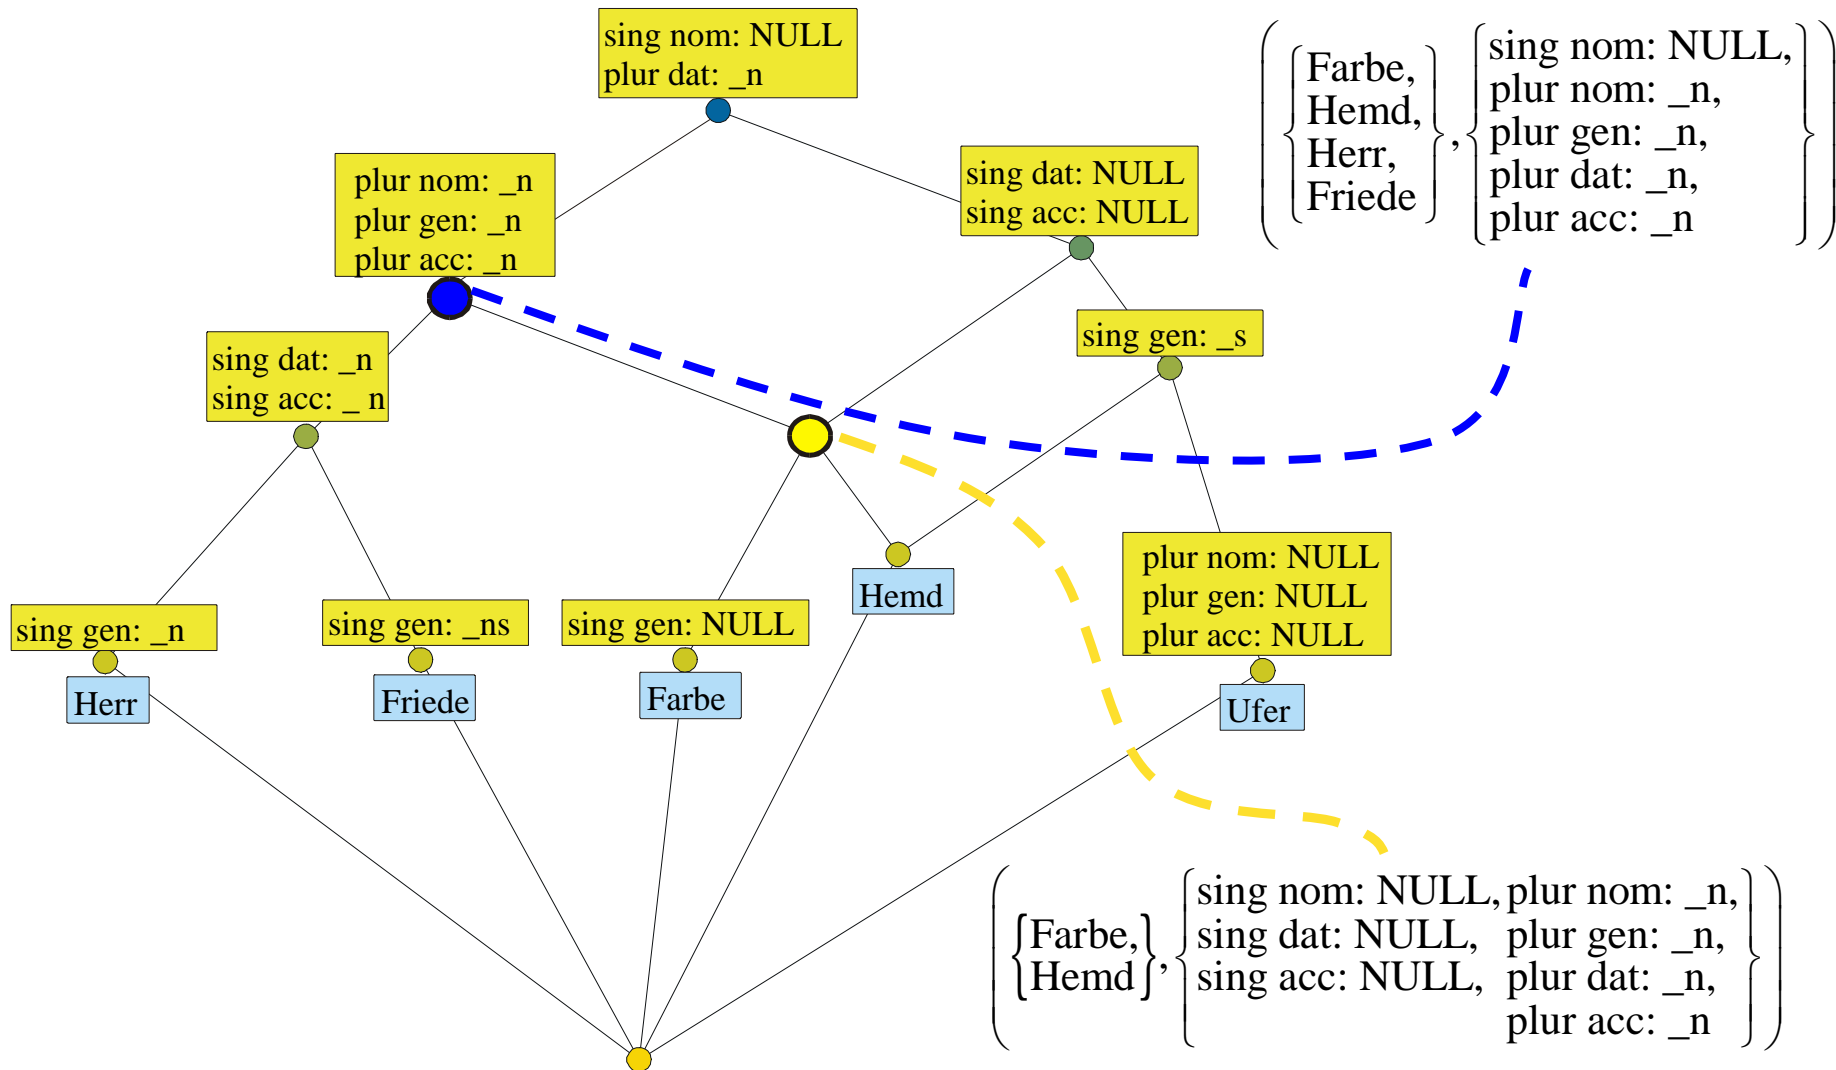 sing nom: NULL
plur dat: _n
plur nom: _n
plur gen: _n
plur acc: _n
sing dat: NULL
sing acc: NULL
sing dat: _n
sing acc: _ n
sing gen: _s
Hemd
plur nom: NULL
plur gen: NULL
plur acc: NULL
sing gen: _n
sing gen: _ns
sing gen: NULL
Herr
Friede
Farbe
Ufer
({Farbe,
Hemd,
Herr,
Friede},
{sing nom: NULL,
plur nom: _n,
plur gen: _n,
plur dat: _n,
plur acc: _n})
({Farbe,
Hemd},
{sing nom: NULL, plur nom: _n,
sing dat: NULL, plur gen: _n,
sing acc: NULL, plur dat: _n,
plur acc: _n})